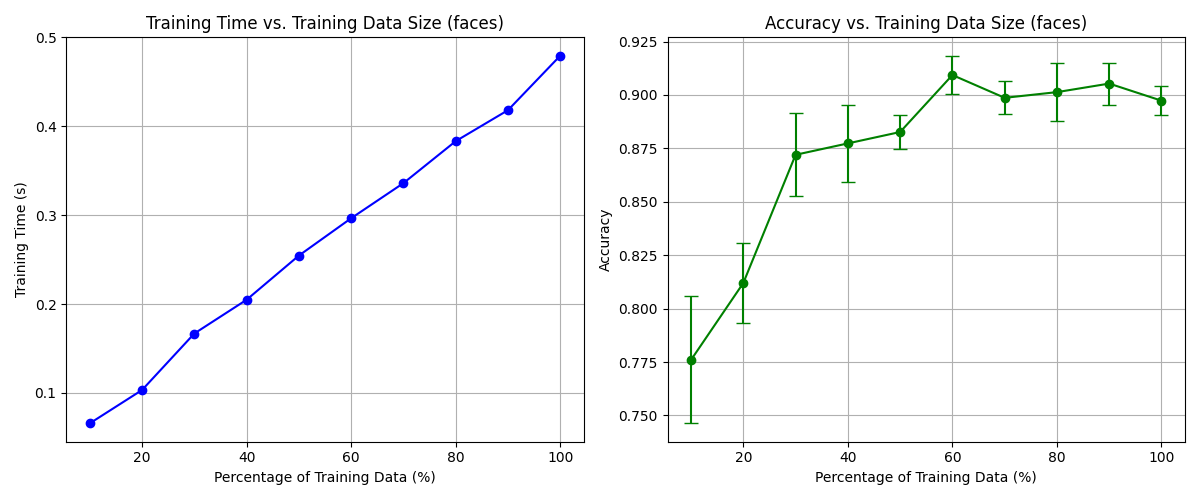 Training Time vs. Training Data Size (faces)
Training Time (s)
0.5
0.4
0.3
0.2
0.1
20 40 60 80 100
Percentage of Training Data (%)
Accuracy vs. Training Data Size (faces)
Accuracy
0.925
0.900
0.875
0.850
0.825
0.800
0.775
0.750
20 40 60 80 100
Percentage of Training Data (%)